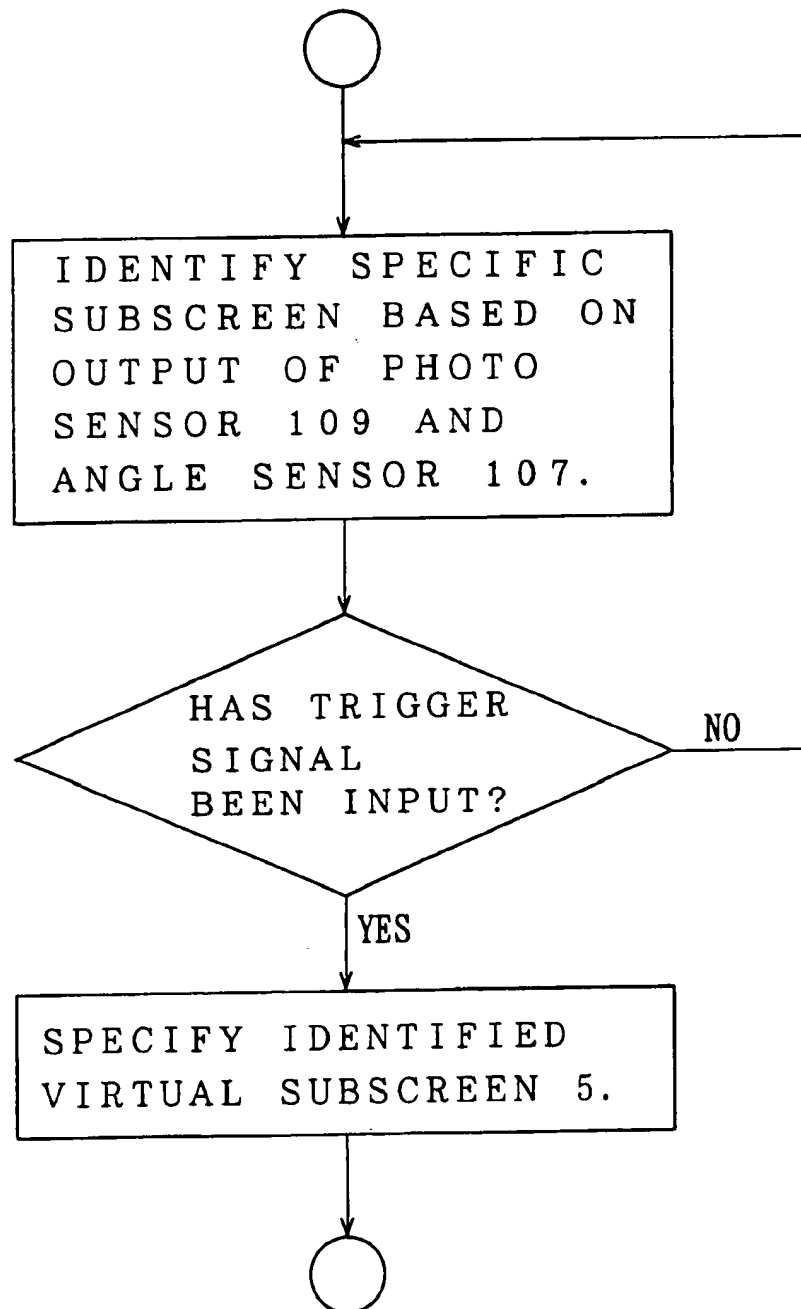 IDENTIFY SPECIFIC
SUBSCREEN BASED ON
OUTPUT OF PHOTO
SENSOR 109 AND
ANGLE SENSOR 107.
HAS TRIGGER
SIGNAL
BEEN INPUT?
NO
YES
SPECIFY IDENTIFIED
VIRTUAL SUBSCREEN 5.